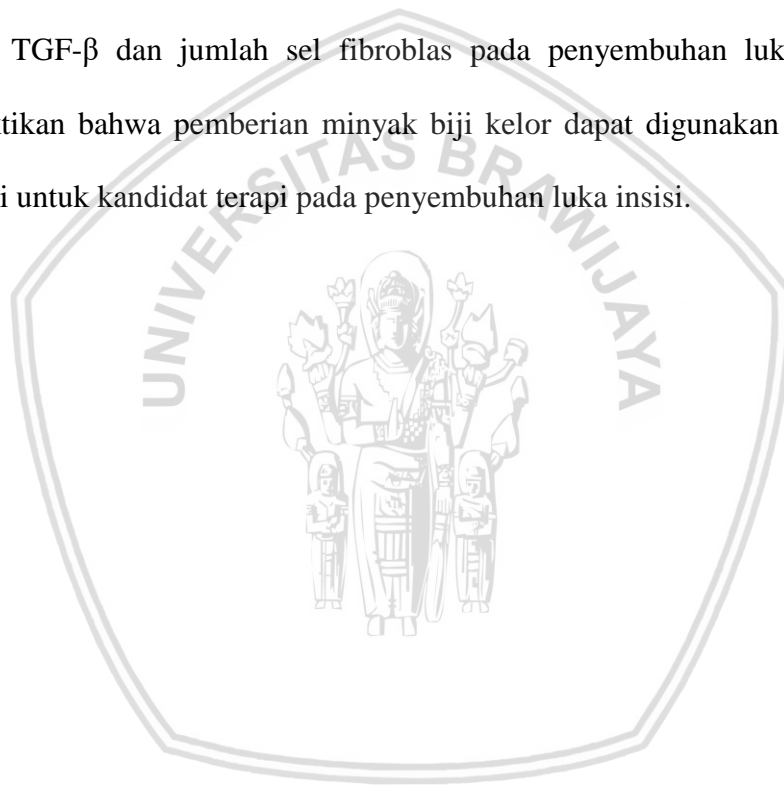 TGF-β dan jumlah sel fibroblas pada penyembuhan luk
tikan bahwa pemberian minyak biji kelor dapat digunakan
i untuk kandidat terapi pada penyembuhan luka insisi.
UNIVERSITAS BRAWIJAYA